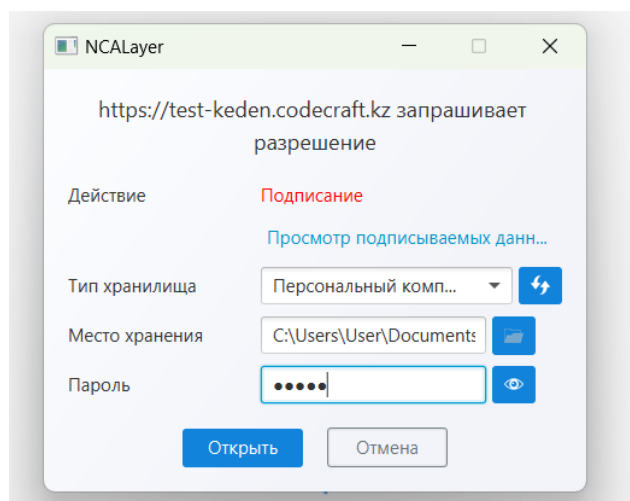 NCALayer
https://test-keden.codecraft.kz запрашивает
разрешение
Действие Подписание
Просмотр подписываемых данн...
Тип хранилища Персональный комп...
Место хранения C:\Users\User\Documents
Пароль •••••
Открыть Отмена